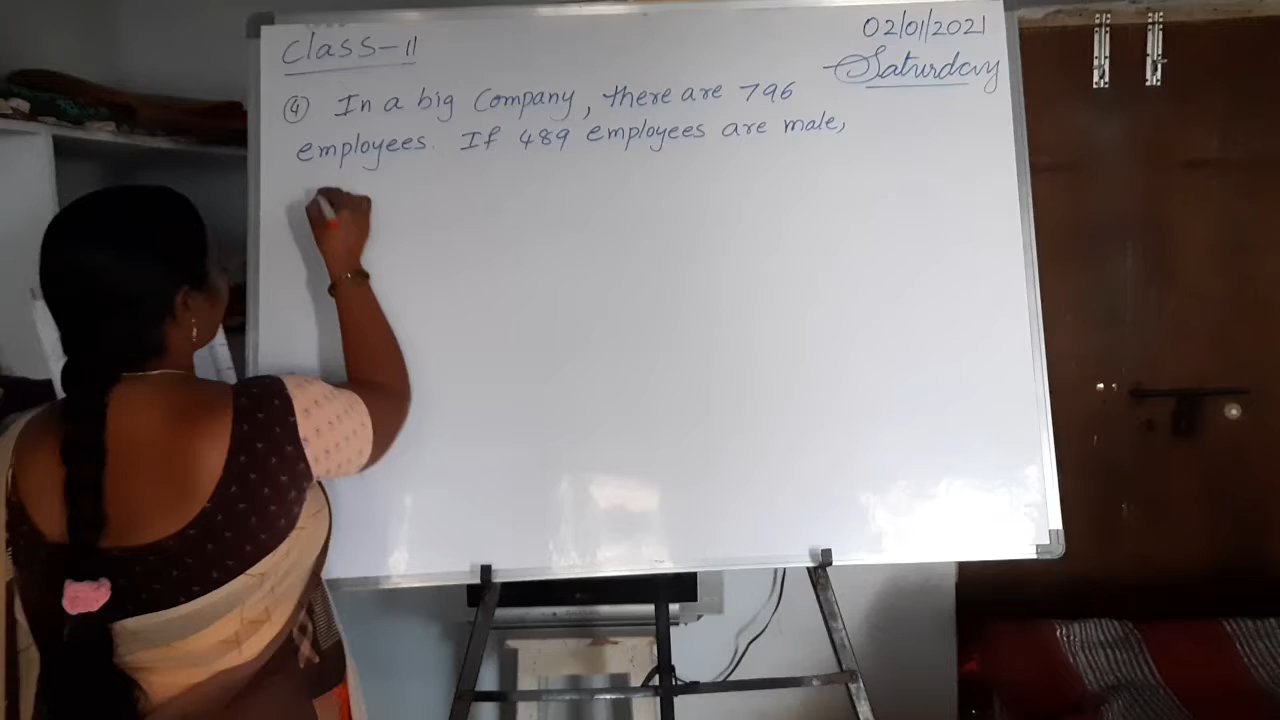 Class-II
02/01/2021
Saturday
④ In a big Company, there are 796
employees. If 489 employees are male,